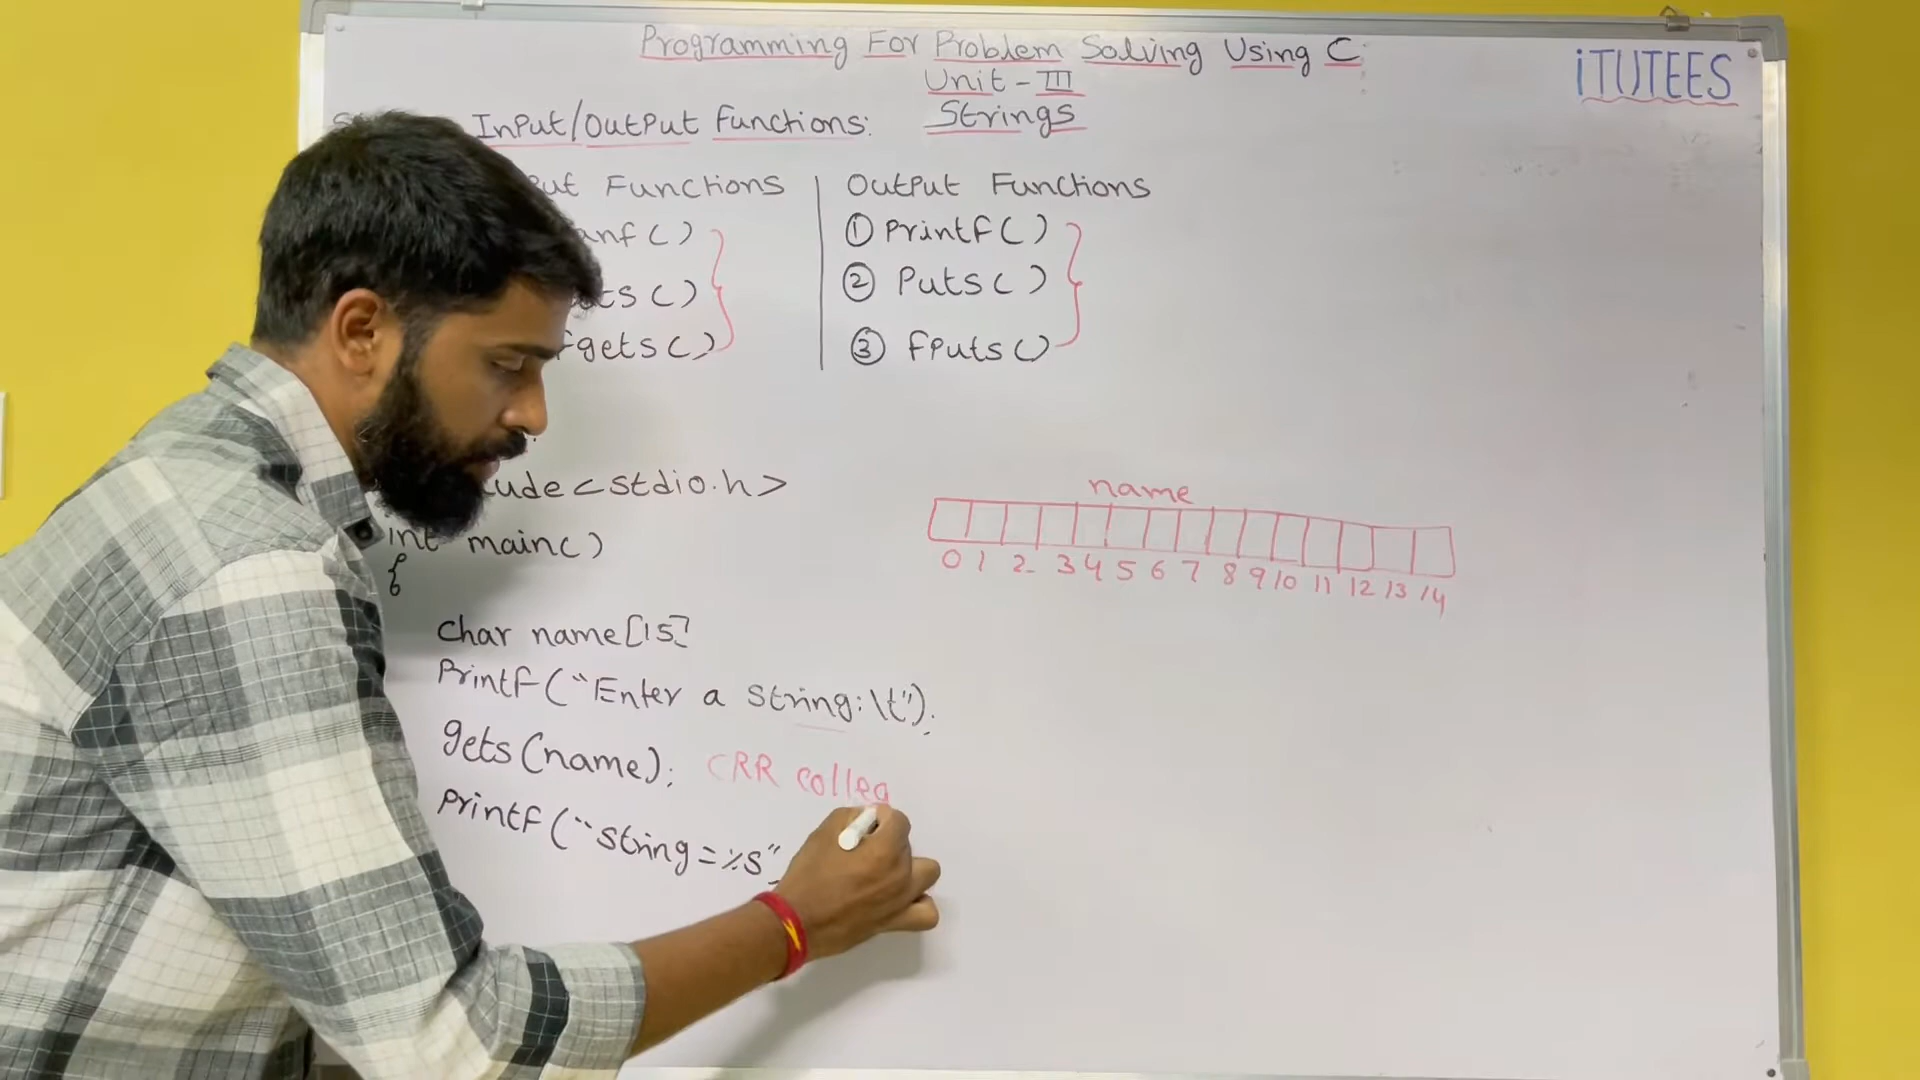 Programming For Problem Solving Using C
iTUTEES
Unit - III
Input/Output Functions: Strings
Functions | Output Functions
① Printf()
② Puts()
fgets() ③ Fputs()
<stdio.h>
int main()
{
name
0 1 2 3 4 5 6 7 8 9 10 11 12 13 14
Char name[15]
Printf("Enter a String:\t");
gets(name); CRR colleg
Printf("String=%s",